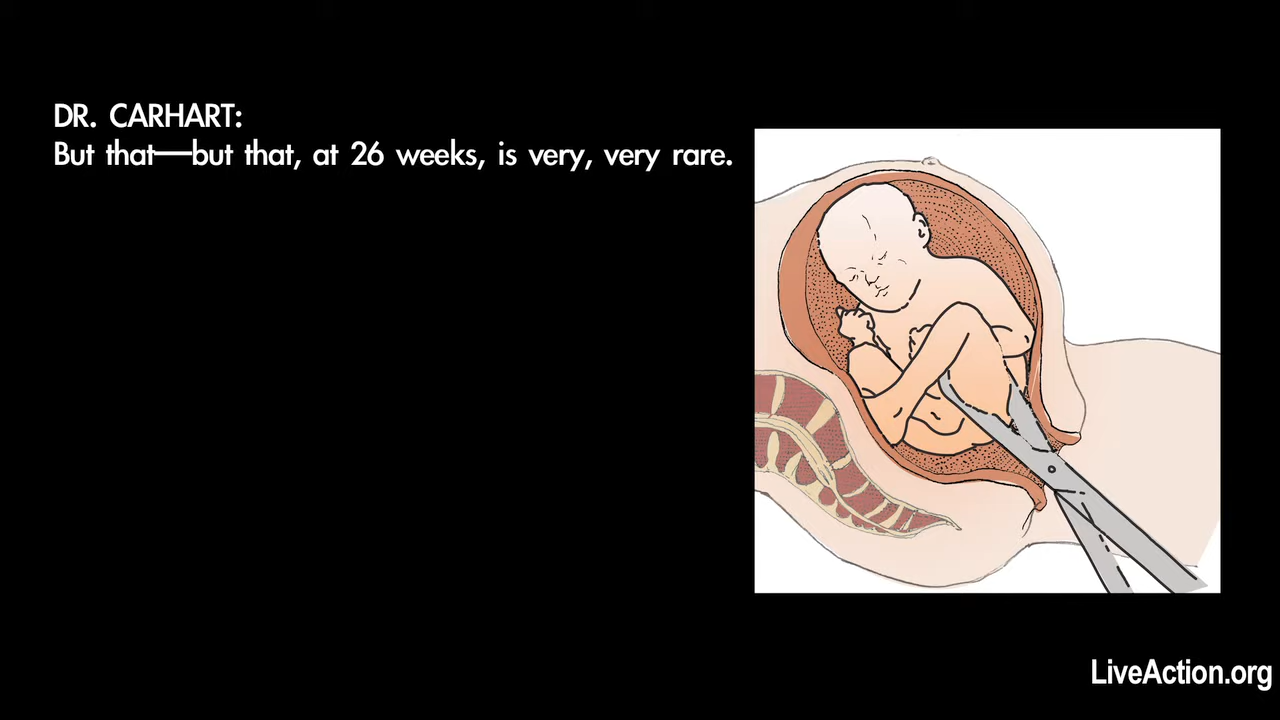 DR. CARHART:
But that—but that, at 26 weeks, is very, very rare.
LiveAction.org